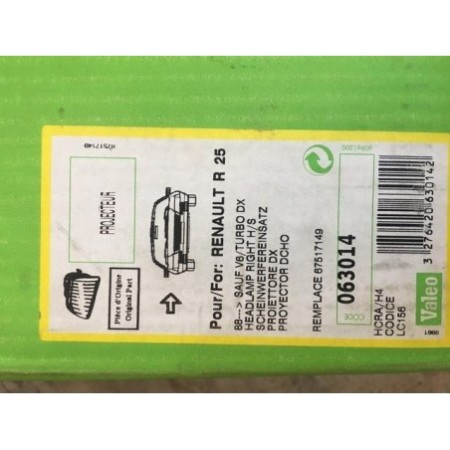 67517149
PROJECTEUR
Pièce d'Origine
Original Part
Pour/For: RENAULT R 25
88---> SAUF V6/TURBO DX
HEADLAMP RIGHT H/S
SCHEINWERFEREINSATZ
PROIETTORE DX
PROYECTOR DCHO
REMPLACE 67517149
CODE
063014
HCRA/H4
CODICE
LC156
3 276420 630142
Valeo